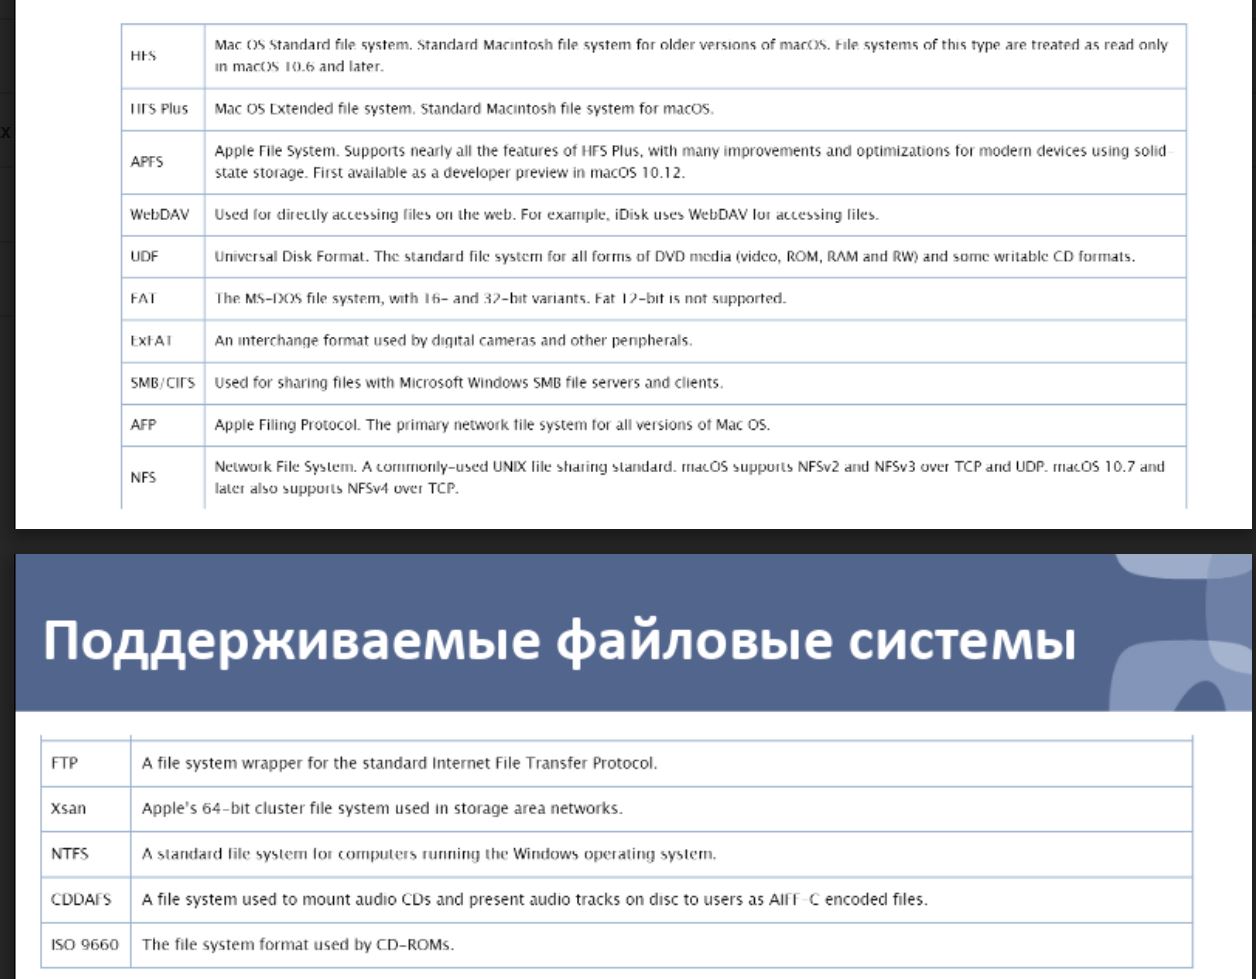 HFS
Mac OS Standard file system. Standard Macintosh file system for older versions of macOS. File systems of this type are treated as read only
in macOS 10.6 and later.
HFS Plus
Mac OS Extended file system. Standard Macintosh file system for macOS.
APFS
Apple File System. Supports nearly all the features of HFS Plus, with many improvements and optimizations for modern devices using solid-
state storage. First available as a developer preview in macOS 10.12.
WebDAV
Used for directly accessing files on the web. For example, iDisk uses WebDAV for accessing files.
UDF
Universal Disk Format. The standard file system for all forms of DVD media (video, ROM, RAM and RW) and some writable CD formats.
FAT
The MS-DOS file system, with 16- and 32-bit variants. Fat 12-bit is not supported.
ExFAT
An interchange format used by digital cameras and other peripherals.
SMB/CIFS
Used for sharing files with Microsoft Windows SMB file servers and clients.
AFP
Apple Filing Protocol. The primary network file system for all versions of Mac OS.
NFS
Network File System. A commonly-used UNIX file sharing standard. macOS supports NFSv2 and NFSv3 over TCP and UDP. macOS 10.7 and
later also supports NFSv4 over TCP.
Поддерживаемые файловые системы
FTP
A file system wrapper for the standard Internet File Transfer Protocol.
Xsan
Apple's 64-bit cluster file system used in storage area networks.
NTFS
A standard file system for computers running the Windows operating system.
CDDAFS
A file system used to mount audio CDs and present audio tracks on disc to users as AIFF-C encoded files.
ISO 9660
The file system format used by CD-ROMs.